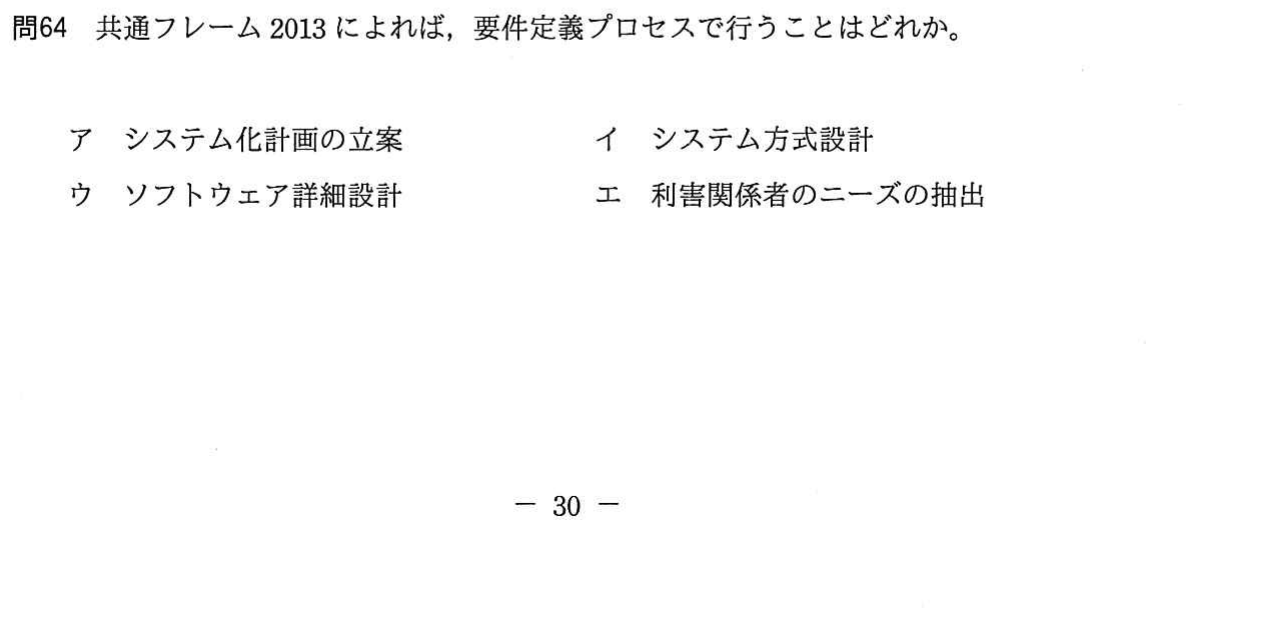 問64 共通フレーム 2013 によれば，要件定義プロセスで行うことはどれか。
ア システム化計画の立案 イ システム方式設計
ウ ソフトウェア詳細設計 エ 利害関係者のニーズの抽出
－ 30 －